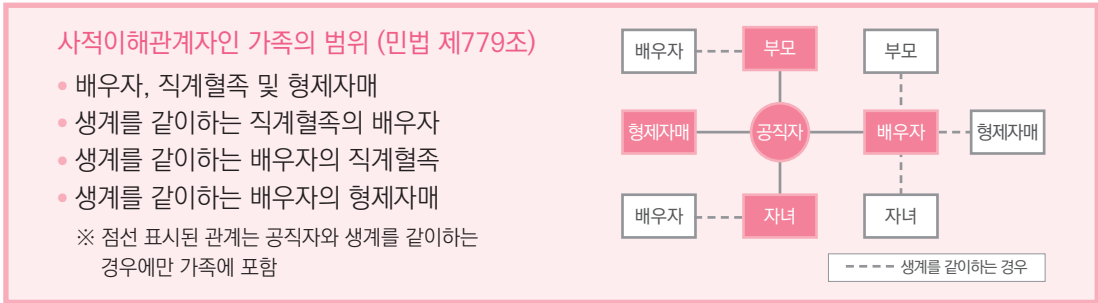 사적이해관계자인 가족의 범위 (민법 제779조)
• 배우자, 직계혈족 및 형제자매
• 생계를 같이하는 직계혈족의 배우자
• 생계를 같이하는 배우자의 직계혈족
• 생계를 같이하는 배우자의 형제자매
※ 점선 표시된 관계는 공직자와 생계를 같이하는
경우에만 가족에 포함
배우자 부모 부모
형제자매 공직자 배우자 형제자매
배우자 자녀 자녀
생계를 같이하는 경우